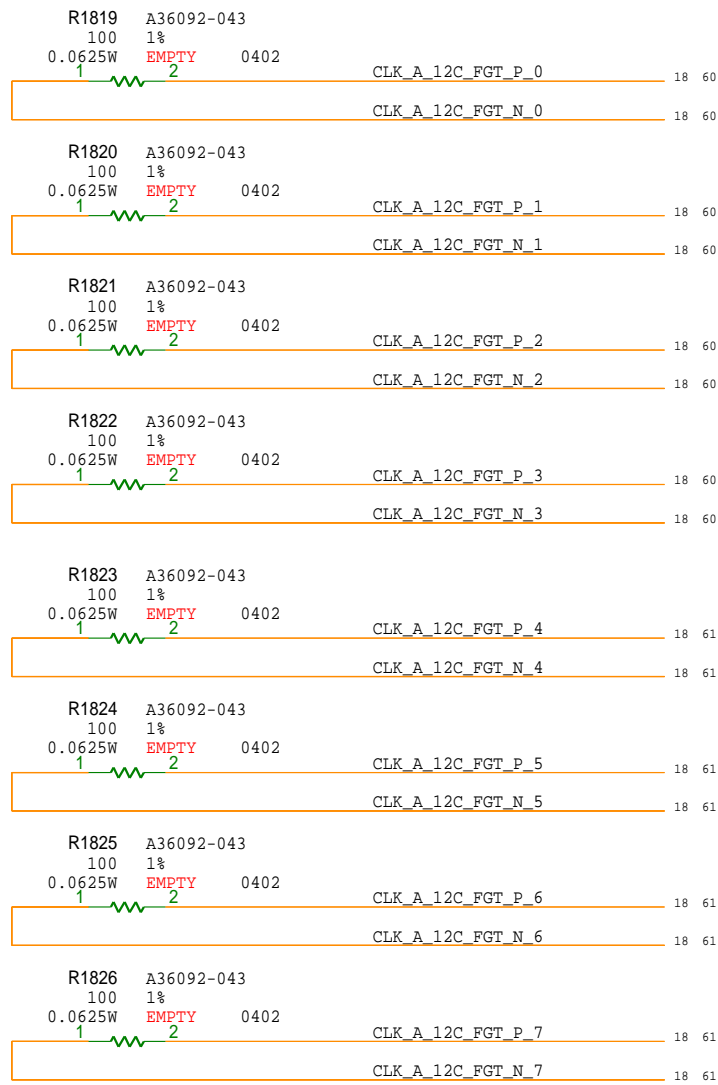 R1819 A36092-043
100 1%
0.0625W EMPTY 0402
1 2 CLK_A_12C_FGT_P_0 18 60
CLK_A_12C_FGT_N_0 18 60
R1820 A36092-043
100 1%
0.0625W EMPTY 0402
1 2 CLK_A_12C_FGT_P_1 18 60
CLK_A_12C_FGT_N_1 18 60
R1821 A36092-043
100 1%
0.0625W EMPTY 0402
1 2 CLK_A_12C_FGT_P_2 18 60
CLK_A_12C_FGT_N_2 18 60
R1822 A36092-043
100 1%
0.0625W EMPTY 0402
1 2 CLK_A_12C_FGT_P_3 18 60
CLK_A_12C_FGT_N_3 18 60
R1823 A36092-043
100 1%
0.0625W EMPTY 0402
1 2 CLK_A_12C_FGT_P_4 18 61
CLK_A_12C_FGT_N_4 18 61
R1824 A36092-043
100 1%
0.0625W EMPTY 0402
1 2 CLK_A_12C_FGT_P_5 18 61
CLK_A_12C_FGT_N_5 18 61
R1825 A36092-043
100 1%
0.0625W EMPTY 0402
1 2 CLK_A_12C_FGT_P_6 18 61
CLK_A_12C_FGT_N_6 18 61
R1826 A36092-043
100 1%
0.0625W EMPTY 0402
1 2 CLK_A_12C_FGT_P_7 18 61
CLK_A_12C_FGT_N_7 18 61